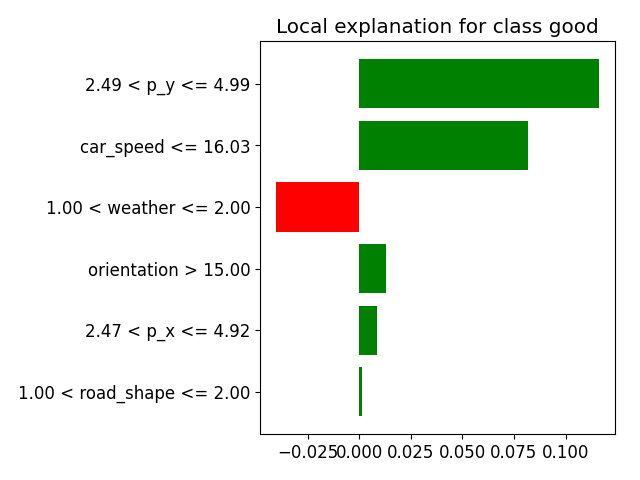 Local explanation for class good
2.49 < p_y <= 4.99
car_speed <= 16.03
1.00 < weather <= 2.00
orientation > 15.00
2.47 < p_x <= 4.92
1.00 < road_shape <= 2.00
−0.025 0.000 0.025 0.050 0.075 0.100